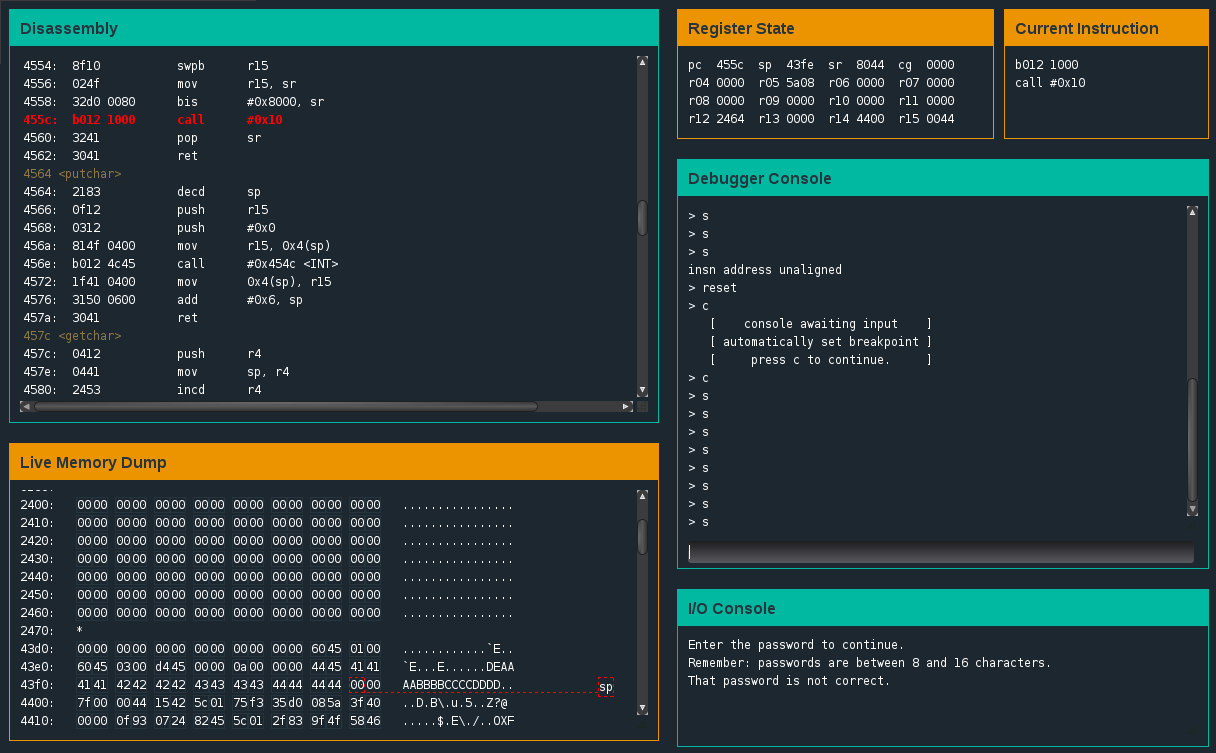 Disassembly
4554:  8f10           swpb      r15
4556:  024f           mov       r15, sr
4558:  32d0 0080      bis       #0x8000, sr
455c:  b012 1000      call      #0x10
4560:  3241           pop       sr
4562:  3041           ret
4564 <putchar>
4564:  2183           decd      sp
4566:  0f12           push      r15
4568:  0312           push      #0x0
456a:  814f 0400      mov       r15, 0x4(sp)
456e:  b012 4c45      call      #0x454c <INT>
4572:  1f41 0400      mov       0x4(sp), r15
4576:  3150 0600      add       #0x6, sp
457a:  3041           ret
457c <getchar>
457c:  0412           push      r4
457e:  0441           mov       sp, r4
4580:  2453           incd      r4
Live Memory Dump
2400:   0000 0000 0000 0000 0000 0000 0000 0000   ................
2410:   0000 0000 0000 0000 0000 0000 0000 0000   ................
2420:   0000 0000 0000 0000 0000 0000 0000 0000   ................
2430:   0000 0000 0000 0000 0000 0000 0000 0000   ................
2440:   0000 0000 0000 0000 0000 0000 0000 0000   ................
2450:   0000 0000 0000 0000 0000 0000 0000 0000   ................
2460:   0000 0000 0000 0000 0000 0000 0000 0000   ................
2470:   *
43d0:   0000 0000 0000 0000 0000 0000 6045 0100   ............`E..
43e0:   6045 0300 d445 0000 0a00 0000 4445 4141   `E...E......DEAA
43f0:   4141 4242 4242 4343 4343 4444 4444 0000   AABBBBCCCCDDDD..   sp
4400:   7f00 0044 1542 5c01 75f3 35d0 085a 3f40   ...D.B\.u.5..Z?@
4410:   0000 0f93 0724 8245 5c01 2f83 9f4f 5846   .....$.E\./..OXF
Register State
pc  455c  sp  43fe  sr  8044  cg  0000
r04 0000  r05 5a08  r06 0000  r07 0000
r08 0000  r09 0000  r10 0000  r11 0000
r12 2464  r13 0000  r14 4400  r15 0044
Current Instruction
b012 1000
call #0x10
Debugger Console
> s
> s
> s
insn address unaligned
> reset
> c
[    console awaiting input    ]
[ automatically set breakpoint ]
[     press c to continue.     ]
> c
> s
> s
> s
> s
> s
> s
> s
> s
I/O Console
Enter the password to continue.
Remember: passwords are between 8 and 16 characters.
That password is not correct.